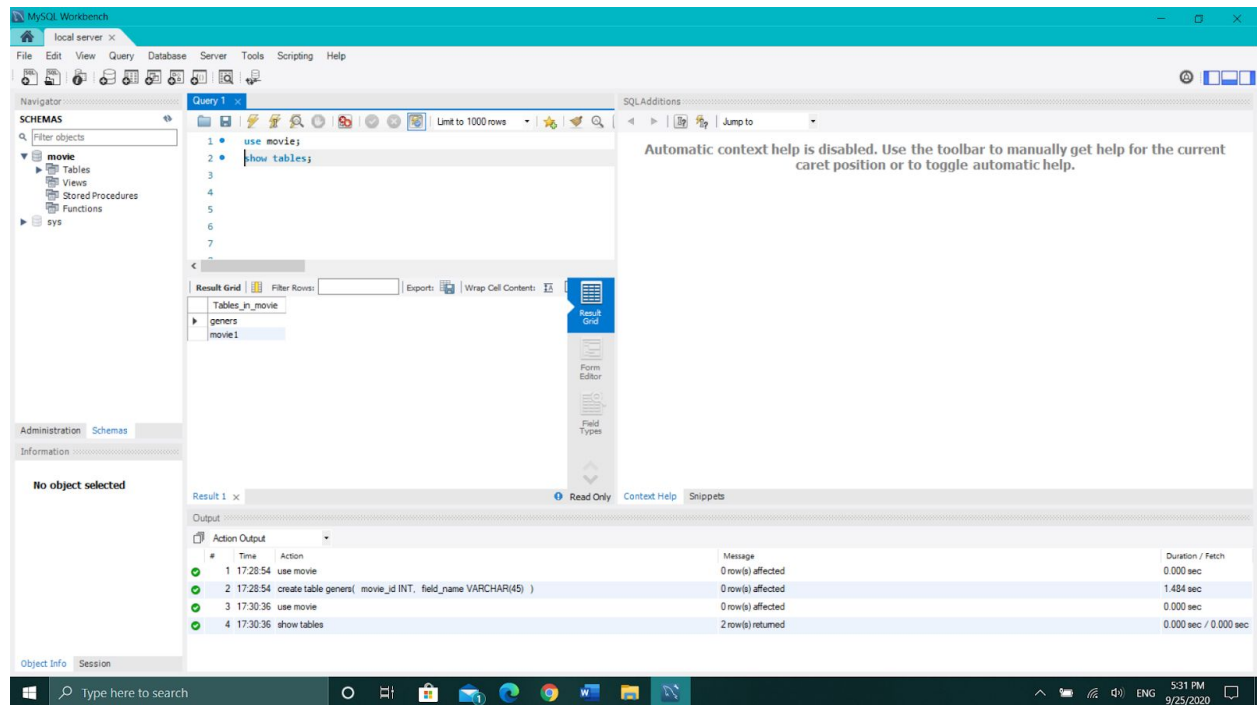 MySQL Workbench
local server
File Edit View Query Database Server Tools Scripting Help
Navigator
SCHEMAS
Filter objects
movie
Tables
Views
Stored Procedures
Functions
sys
Administration Schemas
Information
No object selected
Object Info Session
Query 1
Limit to 1000 rows
1 use movie;
2 show tables;
3
4
5
6
7
Result Grid Filter Rows: Export: Wrap Cell Content:
Tables_in_movie
geners
movie1
Result Grid
Form Editor
Field Types
Result 1 Read Only
SQLAdditions
Jump to
Automatic context help is disabled. Use the toolbar to manually get help for the current
caret position or to toggle automatic help.
Context Help Snippets
Output
Action Output
# Time Action Message Duration / Fetch
1 17:28:54 use movie 0 row(s) affected 0.000 sec
2 17:28:54 create table geners( movie_id INT, field_name VARCHAR(45) ) 0 row(s) affected 1.484 sec
3 17:30:36 use movie 0 row(s) affected 0.000 sec
4 17:30:36 show tables 2 row(s) returned 0.000 sec / 0.000 sec
Type here to search
ENG
5:31 PM
9/25/2020